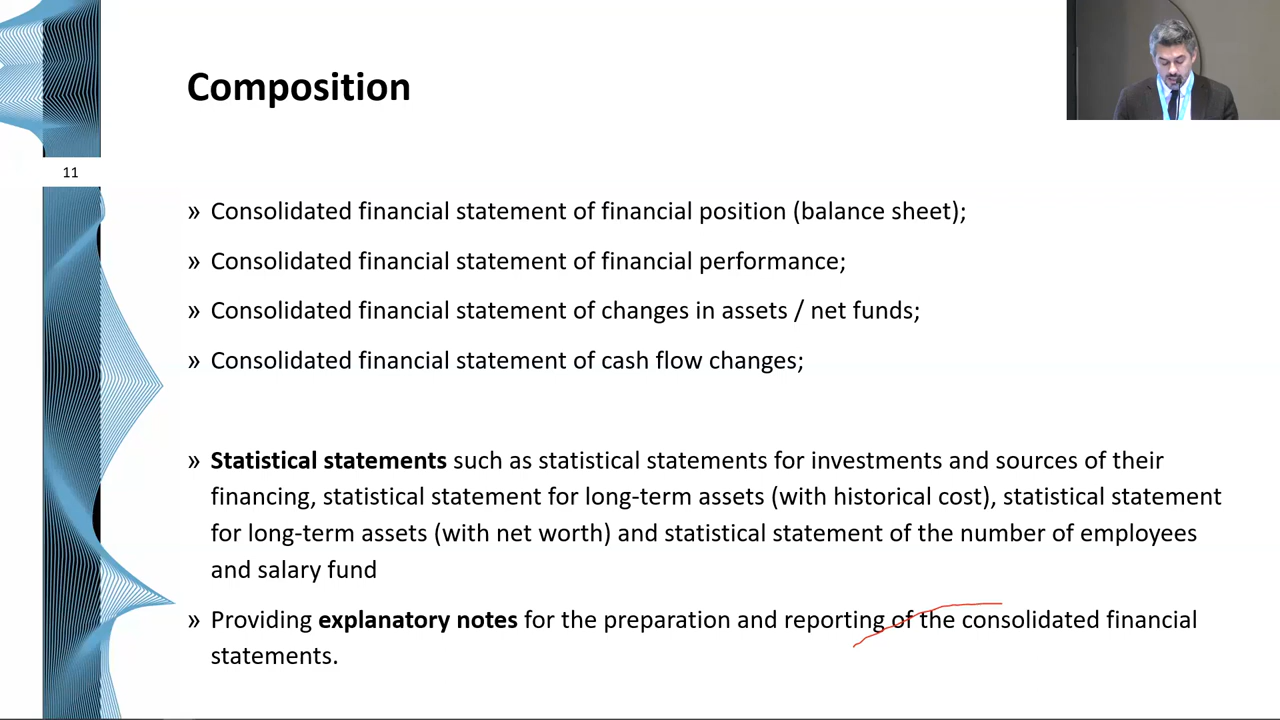 Composition
11
» Consolidated financial statement of financial position (balance sheet);
» Consolidated financial statement of financial performance;
» Consolidated financial statement of changes in assets / net funds;
» Consolidated financial statement of cash flow changes;
» Statistical statements such as statistical statements for investments and sources of their
financing, statistical statement for long-term assets (with historical cost), statistical statement
for long-term assets (with net worth) and statistical statement of the number of employees
and salary fund
» Providing explanatory notes for the preparation and reporting of the consolidated financial
statements.